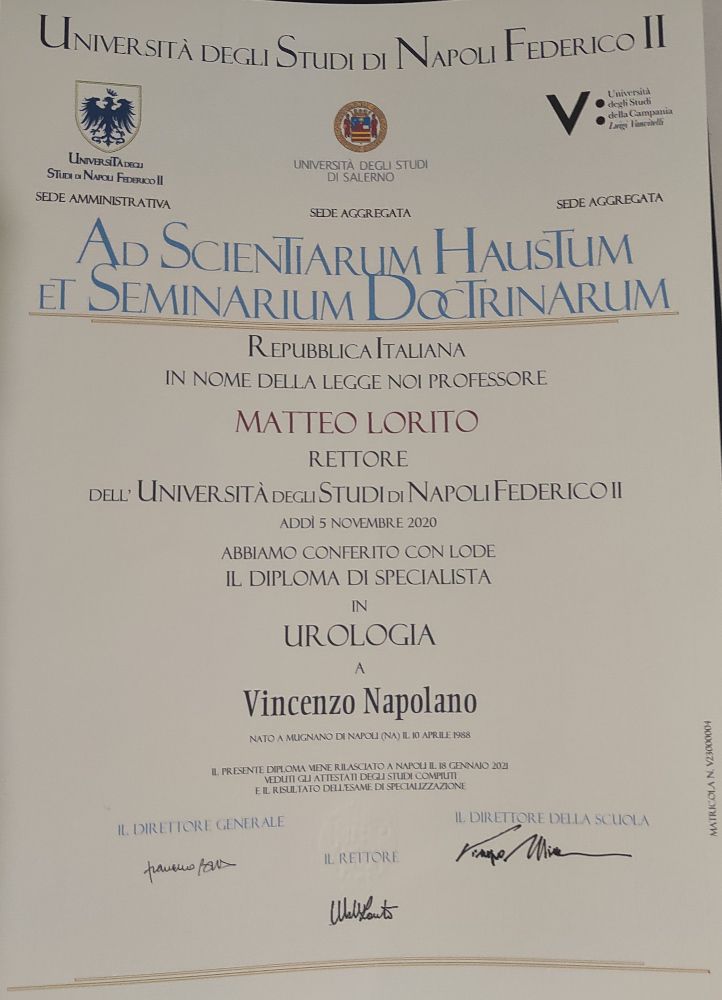 UNIVERSITÀ DEGLI STUDI DI NAPOLI FEDERICO II
UNIVERSITÀ DEGLI
STUDI DI NAPOLI FEDERICO II
SEDE AMMINISTRATIVA
UNIVERSITÀ DEGLI STUDI
DI SALERNO
SEDE AGGREGATA
V:
Università
degli Studi
della Campania
Luigi Vanvitelli
SEDE AGGREGATA
AD SCIENTIARUM HAUSTUM
ET SEMINARIUM DOCTRINARUM
REPUBBLICA ITALIANA
IN NOME DELLA LEGGE NOI PROFESSORE
MATTEO LORITO
RETTORE
DELL' UNIVERSITÀ DEGLI STUDI DI NAPOLI FEDERICO II
ADDÌ 5 NOVEMBRE 2020
ABBIAMO CONFERITO CON LODE
IL DIPLOMA DI SPECIALISTA
IN
UROLOGIA
A
Vincenzo Napolano
NATO A MUGNANO DI NAPOLI (NA) IL 10 APRILE 1988
IL PRESENTE DIPLOMA VIENE RILASCIATO A NAPOLI IL 18 GENNAIO 2021
VEDUTI GLI ATTESTATI DEGLI STUDI COMPIUTI
E IL RISULTATO DELL'ESAME DI SPECIALIZZAZIONE
IL DIRETTORE GENERALE
IL RETTORE
IL DIRETTORE DELLA SCUOLA
MATRICOLA N. V23000004